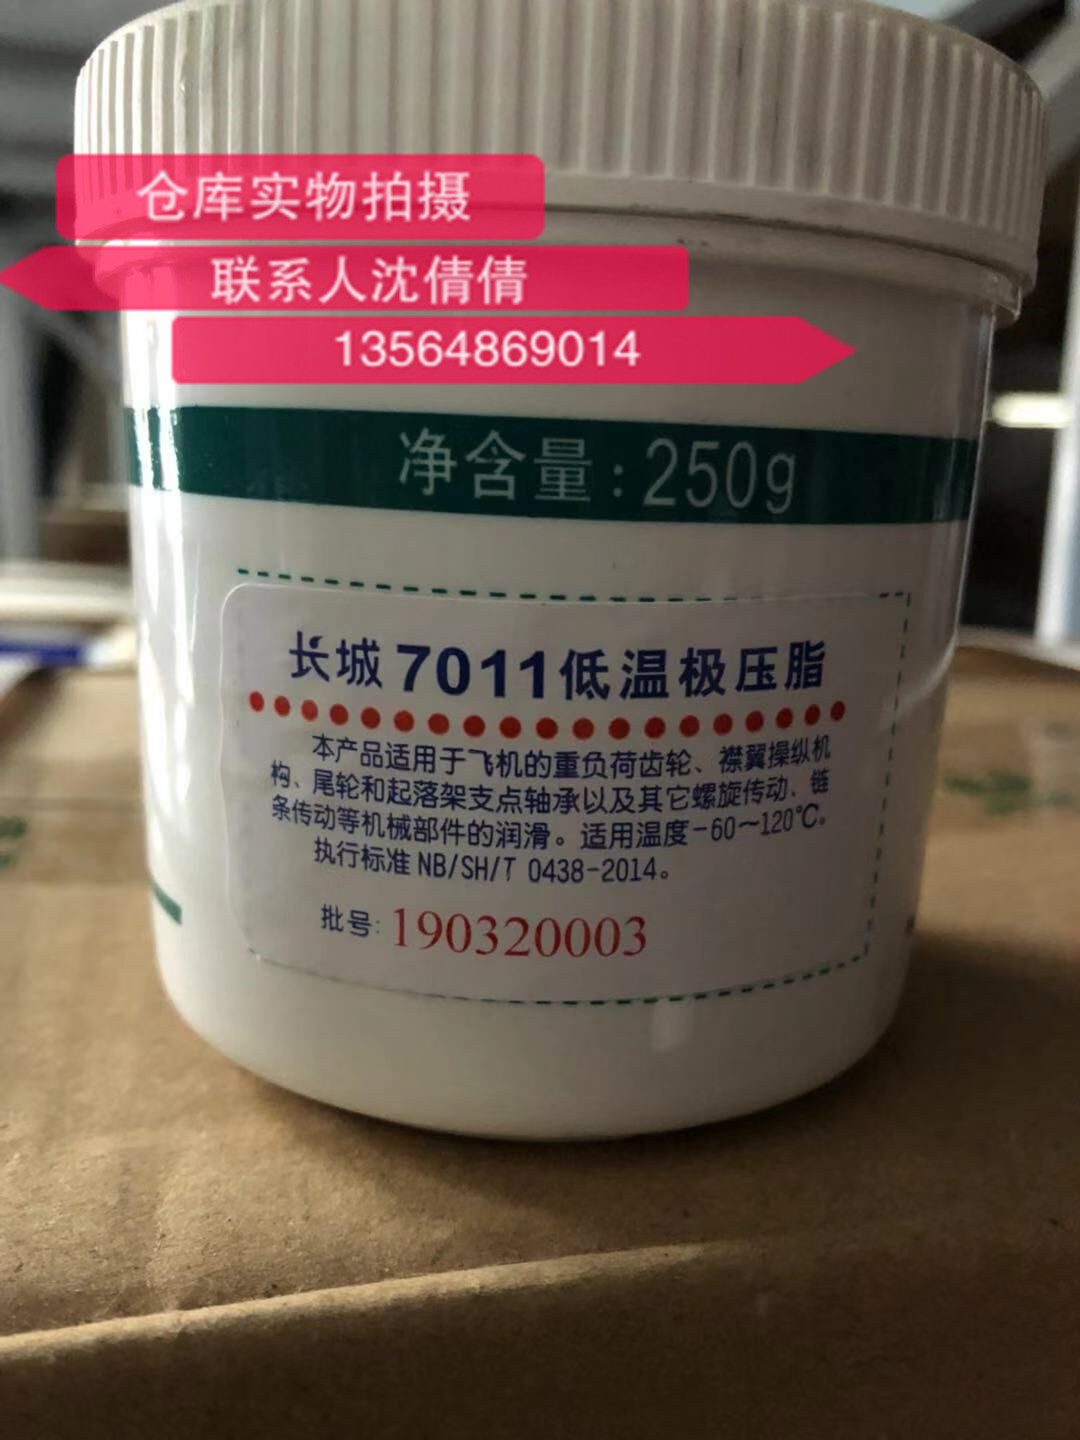 仓库实物拍摄
联系人沈倩倩
13564869014
净含量:250g
长城7011低温极压脂
本产品适用于飞机的重负荷齿轮、襟翼操纵机
构、尾轮和起落架支点轴承以及其它螺旋传动、链
条传动等机械部件的润滑。适用温度-60～120℃。
执行标准 NB/SH/T 0438-2014。
批号: 190320003